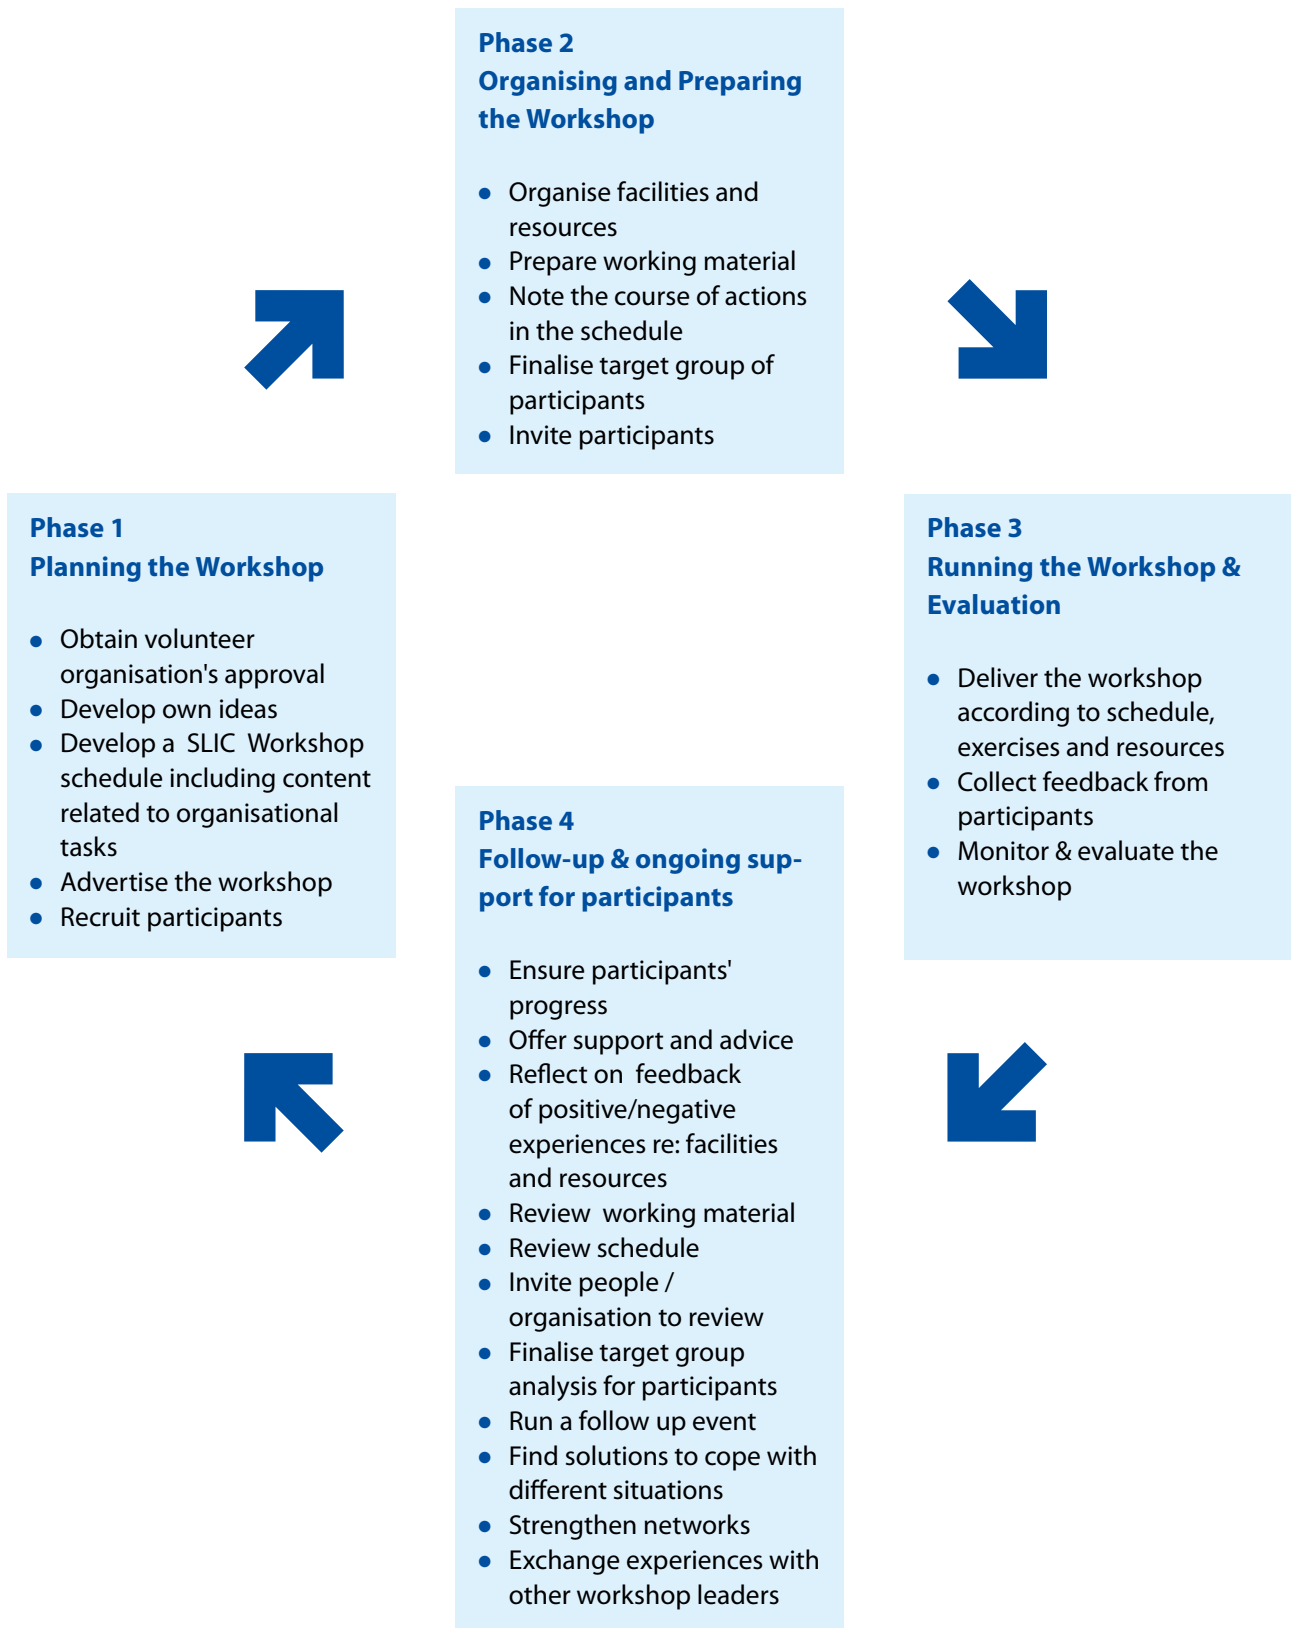 Phase 2
Organising and Preparing
the Workshop
● Organise facilities and
resources
● Prepare working material
● Note the course of actions
in the schedule
● Finalise target group of
participants
● Invite participants
Phase 1
Planning the Workshop
● Obtain volunteer
organisation's approval
● Develop own ideas
● Develop a SLIC Workshop
schedule including content
related to organisational
tasks
● Advertise the workshop
● Recruit participants
Phase 3
Running the Workshop &
Evaluation
● Deliver the workshop
according to schedule,
exercises and resources
● Collect feedback from
participants
● Monitor & evaluate the
workshop
Phase 4
Follow-up & ongoing sup-
port for participants
● Ensure participants'
progress
● Offer support and advice
● Reflect on feedback
of positive/negative
experiences re: facilities
and resources
● Review working material
● Review schedule
● Invite people /
organisation to review
● Finalise target group
analysis for participants
● Run a follow up event
● Find solutions to cope with
different situations
● Strengthen networks
● Exchange experiences with
other workshop leaders